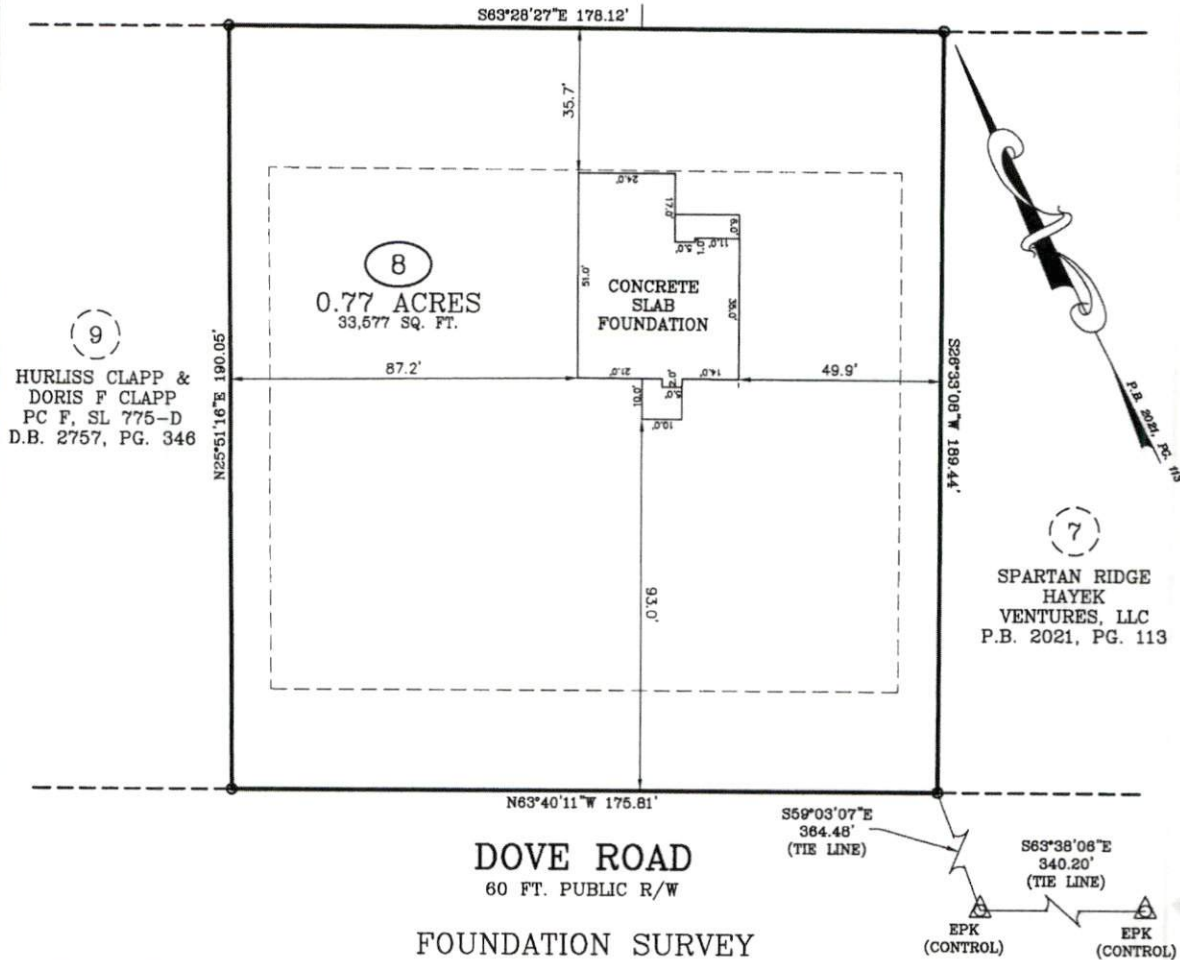 S63°28'27"E 178.12'
35.7'
24.0'
17.0'
6.0'
11.0'
1.0'
5.0'
51.0'
CONCRETE
SLAB
FOUNDATION
35.0'
8
0.77 ACRES
33,577 SQ. FT.
9
HURLISS CLAPP &
DORIS F CLAPP
PC F, SL 775-D
D.B. 2757, PG. 346
N25°51'16"E 190.05'
87.2'
21.0'
2.0'
5.0'
14.0'
10.0'
10.0'
49.9'
S26°33'06"W 189.44'
P.B. 2021, PG. 113
7
SPARTAN RIDGE
HAYEK
VENTURES, LLC
P.B. 2021, PG. 113
93.0'
N63°40'11"W 175.81'
DOVE ROAD
60 FT. PUBLIC R/W
S59°03'07"E
364.48'
(TIE LINE)
S63°38'06"E
340.20'
(TIE LINE)
EPK
(CONTROL)
EPK
(CONTROL)
FOUNDATION SURVEY